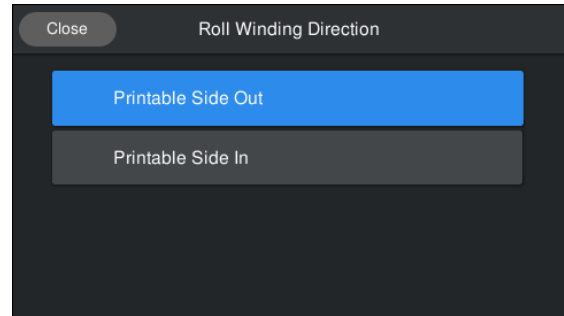 Close
Roll Winding Direction
Printable Side Out
Printable Side In